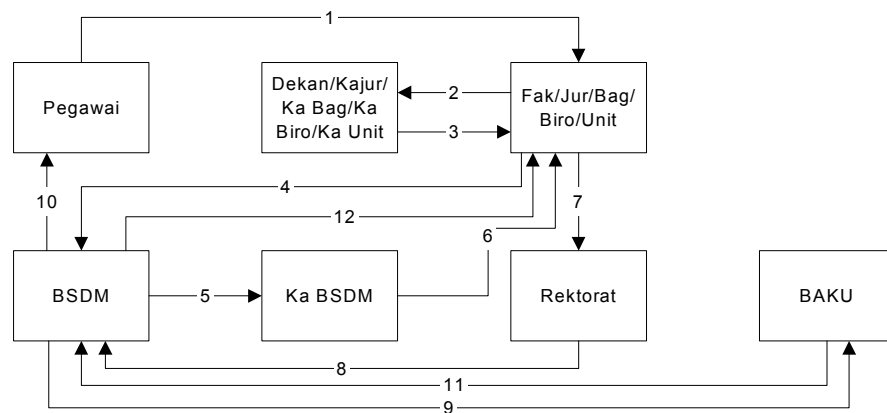 1
Pegawai
Dekan/Kajur/
Ka Bag/Ka
Biro/Ka Unit
2
3
Fak/Jur/Bag/
Biro/Unit
4
10
12
6
7
BSDM
5
Ka BSDM
Rektorat
BAKU
8
11
9